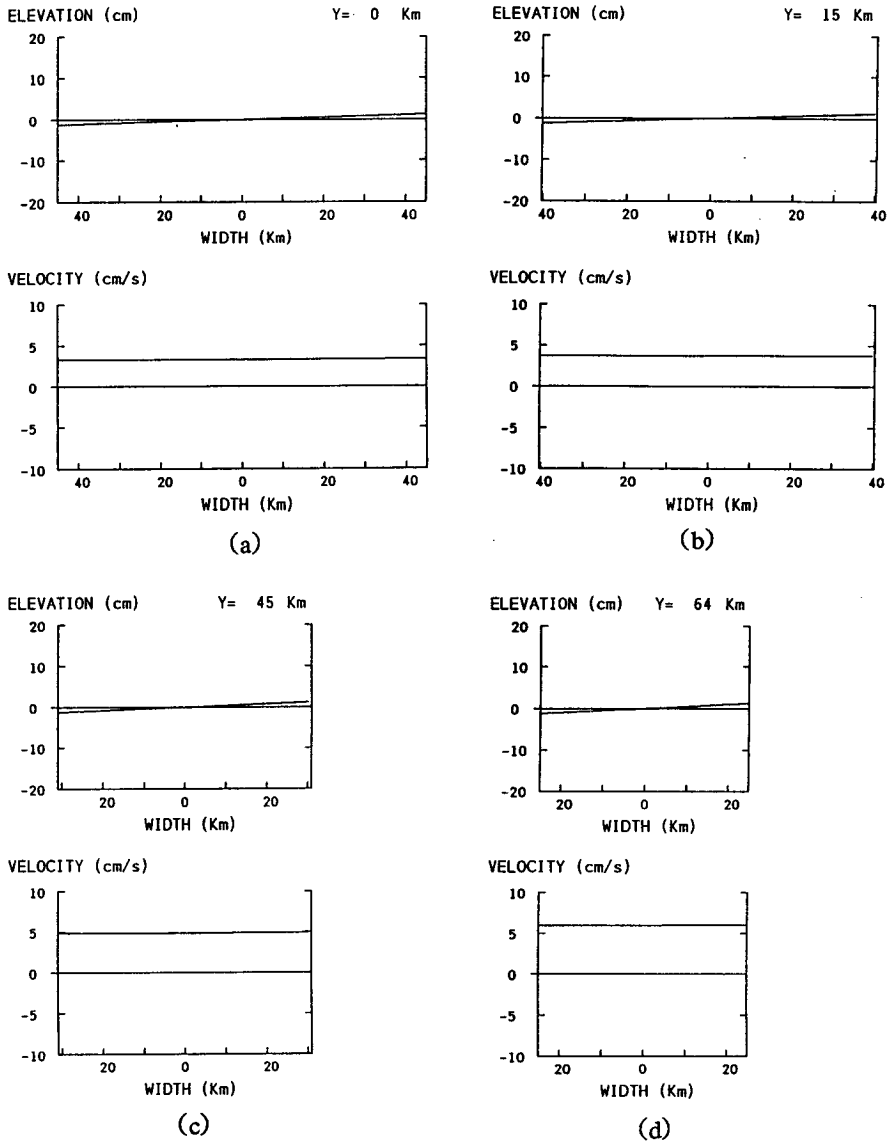 ELEVATION (cm) Y= 0 Km
20
10
0
-10
-20
40 20 0 20 40
WIDTH (Km)
VELOCITY (cm/s)
10
5
0
-5
-10
40 20 0 20 40
WIDTH (Km)
(a)
ELEVATION (cm) Y= 15 Km
20
10
0
-10
-20
40 20 0 20 40
WIDTH (Km)
VELOCITY (cm/s)
10
5
0
-5
-10
40 20 0 20 40
WIDTH (Km)
(b)
ELEVATION (cm) Y= 45 Km
20
10
0
-10
-20
20 0 20
WIDTH (Km)
VELOCITY (cm/s)
10
5
0
-5
-10
20 0 20
WIDTH (Km)
(c)
ELEVATION (cm) Y= 64 Km
20
10
0
-10
-20
20 0 20
WIDTH (Km)
VELOCITY (cm/s)
10
5
0
-5
-10
20 0 20
WIDTH (Km)
(d)